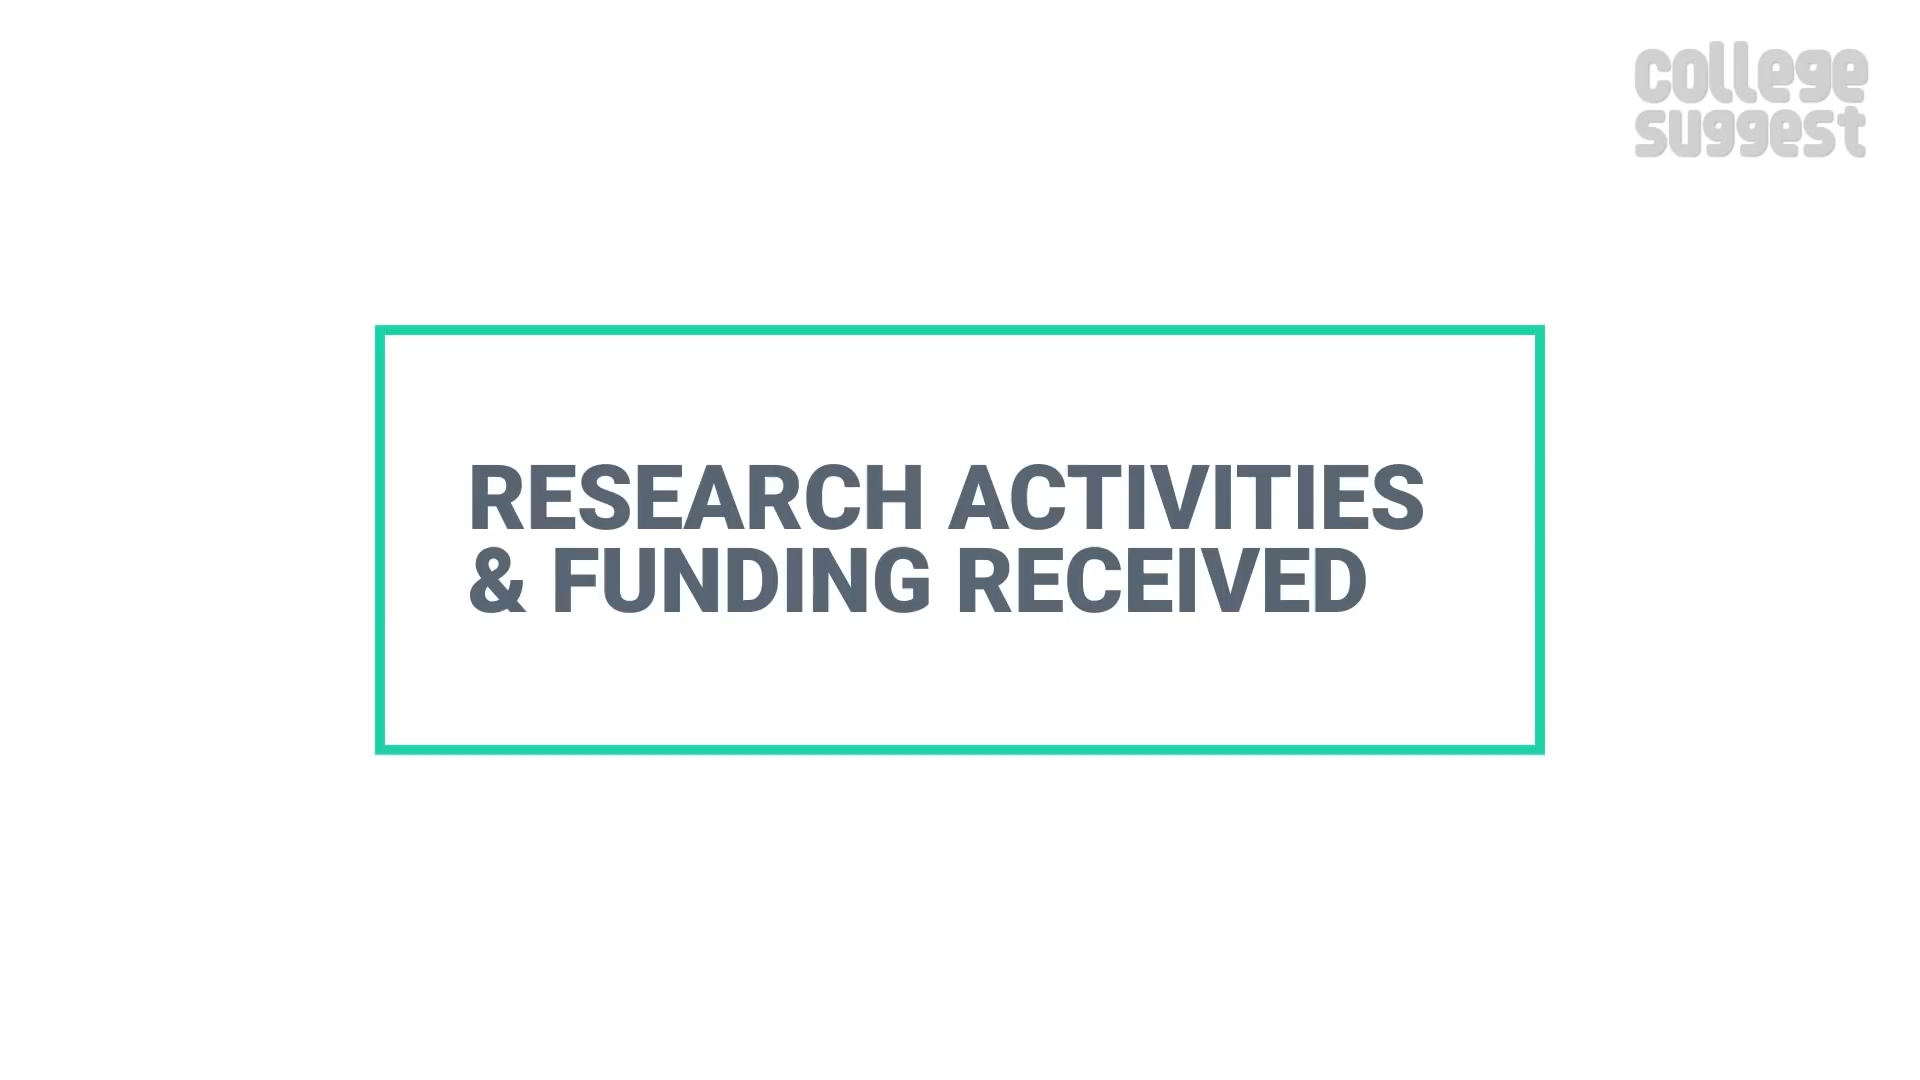 college
suggest
RESEARCH ACTIVITIES
& FUNDING RECEIVED